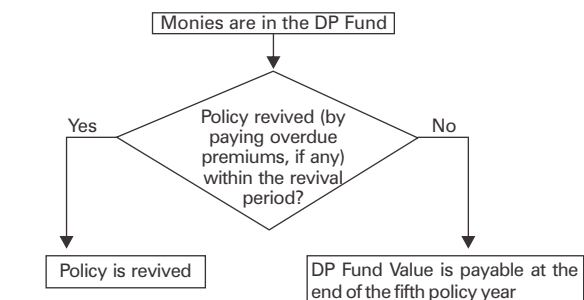 Monies are in the DP Fund
Policy revived (by
paying overdue
premiums, if any)
within the revival
period?
Yes
No
Policy is revived
DP Fund Value is payable at the
end of the fifth policy year